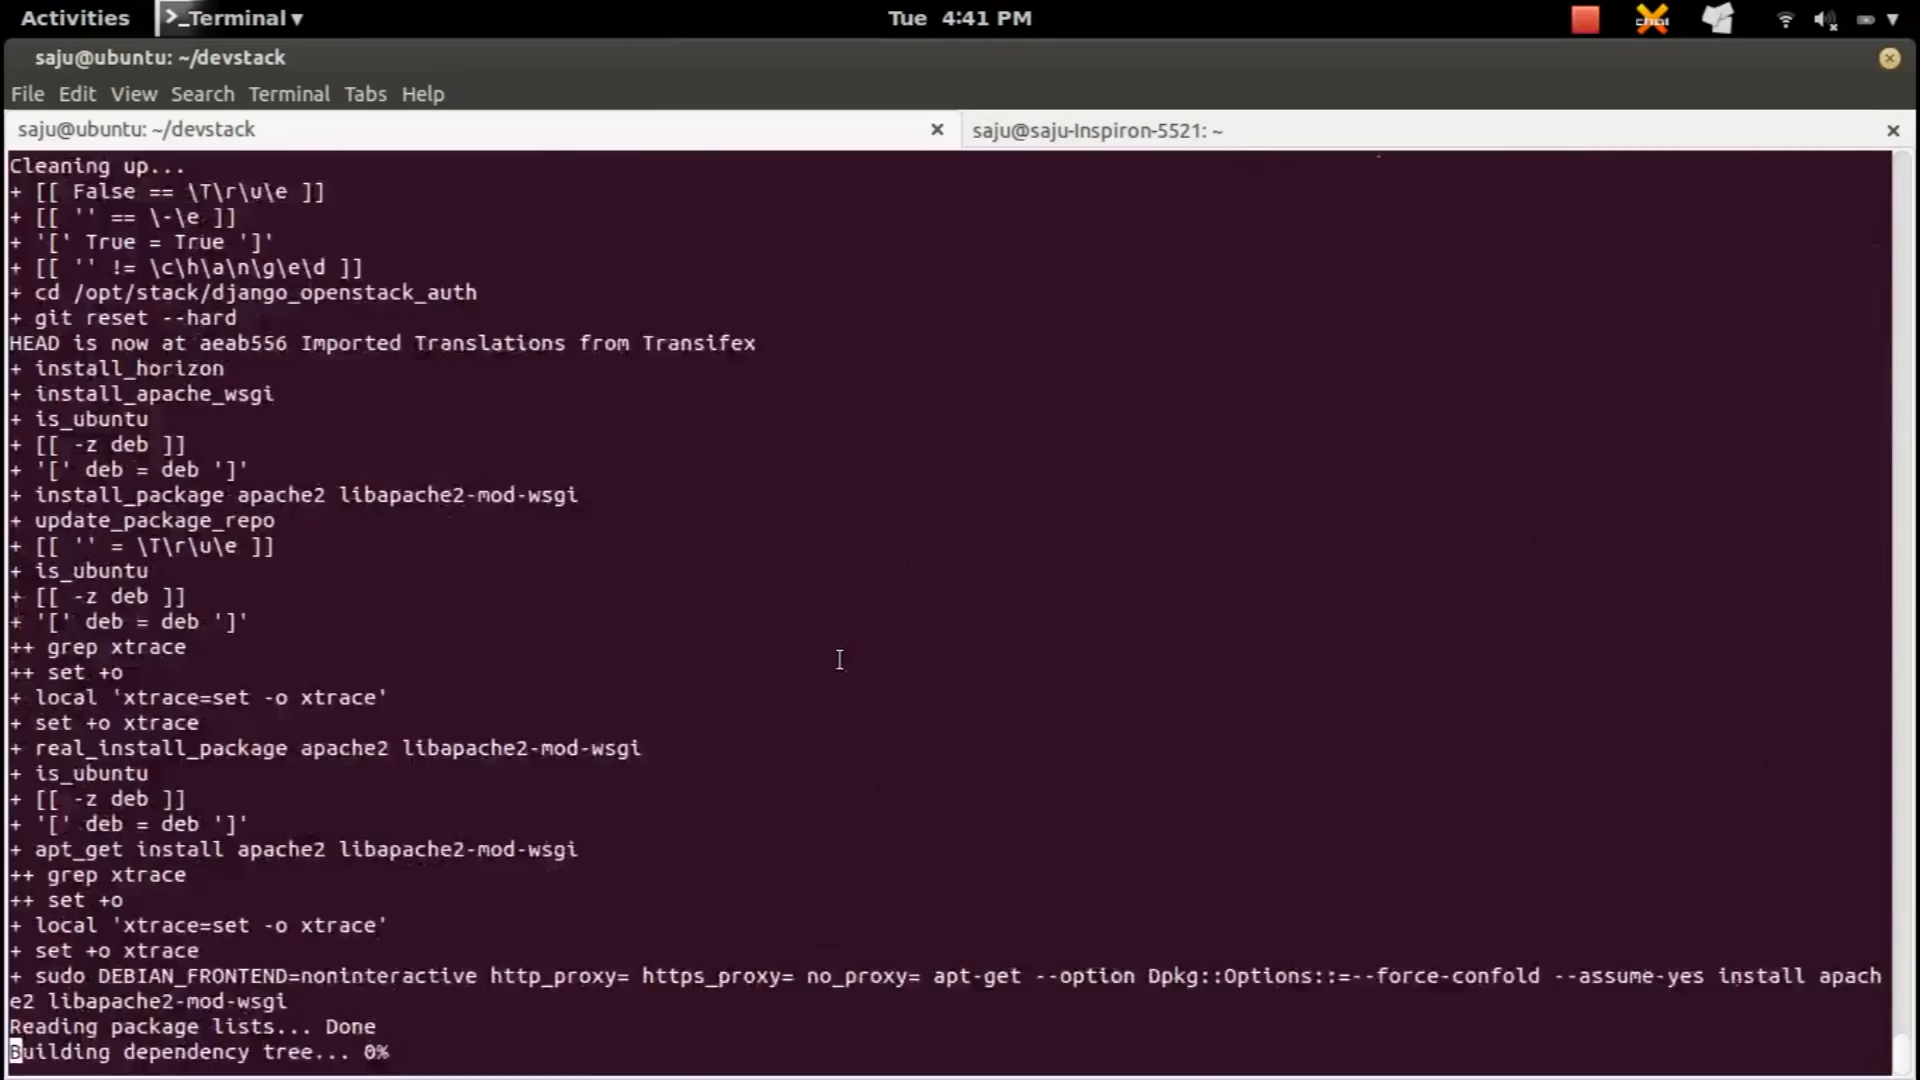 Activities >_Terminal ▾ Tue 4:41 PM
saju@ubuntu: ~/devstack
File Edit View Search Terminal Tabs Help
saju@ubuntu: ~/devstack × saju@saju-Inspiron-5521: ~ ×
Cleaning up...
+ [[ False == \T\r\u\e ]]
+ [[ '' == \-\e ]]
+ '[' True = True ']'
+ [[ '' != \c\h\a\n\g\e\d ]]
+ cd /opt/stack/django_openstack_auth
+ git reset --hard
HEAD is now at aeab556 Imported Translations from Transifex
+ install_horizon
+ install_apache_wsgi
+ is_ubuntu
+ [[ -z deb ]]
+ '[' deb = deb ']'
+ install_package apache2 libapache2-mod-wsgi
+ update_package_repo
+ [[ '' = \T\r\u\e ]]
+ is_ubuntu
+ [[ -z deb ]]
+ '[' deb = deb ']'
++ grep xtrace
++ set +o
+ local 'xtrace=set -o xtrace'
+ set +o xtrace
+ real_install_package apache2 libapache2-mod-wsgi
+ is_ubuntu
+ [[ -z deb ]]
+ '[' deb = deb ']'
+ apt_get install apache2 libapache2-mod-wsgi
++ grep xtrace
++ set +o
+ local 'xtrace=set -o xtrace'
+ set +o xtrace
+ sudo DEBIAN_FRONTEND=noninteractive http_proxy= https_proxy= no_proxy= apt-get --option Dpkg::Options::=--force-confold --assume-yes install apach
e2 libapache2-mod-wsgi
Reading package lists... Done
Building dependency tree... 0%